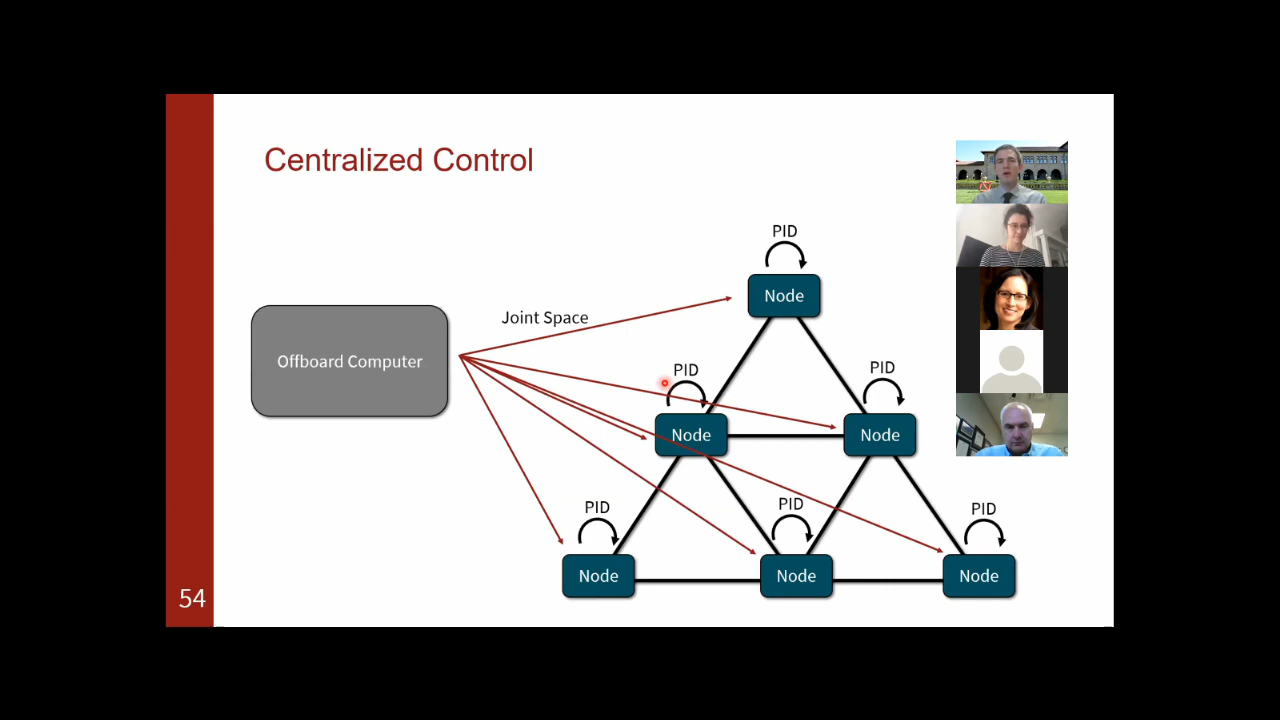 Centralized Control
PID
Node
Joint Space
Offboard Computer
PID
PID
Node
Node
PID
PID
PID
Node
Node
Node
54